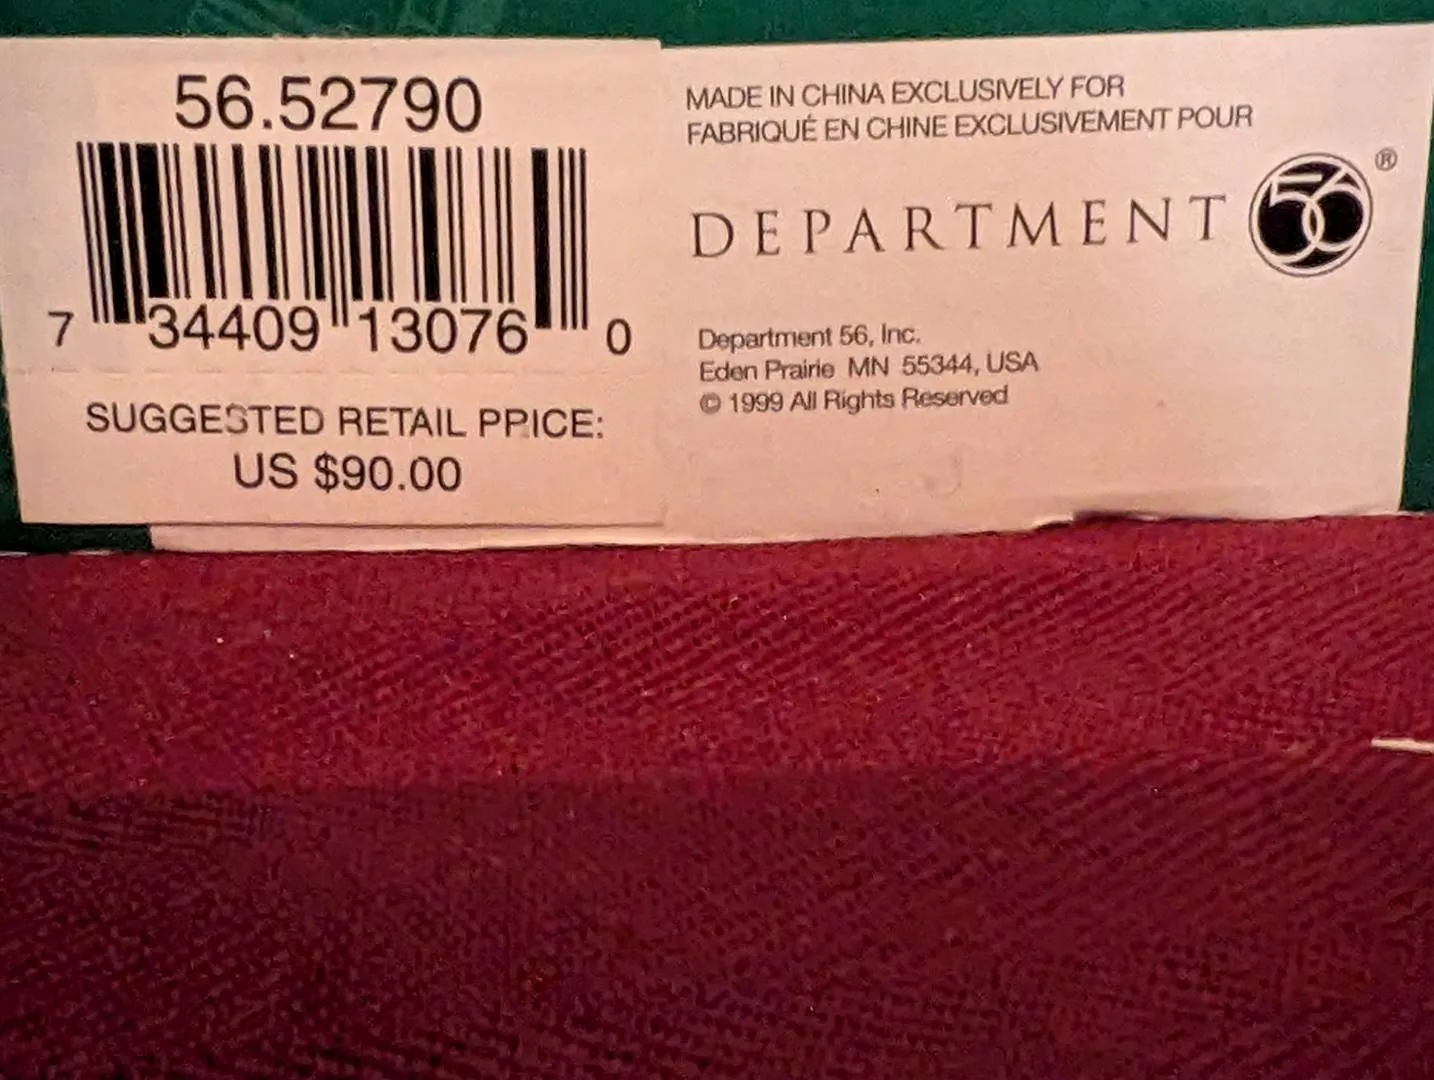 56.52790
7 34409 13076 0
SUGGESTED RETAIL PRICE:
US $90.00
MADE IN CHINA EXCLUSIVELY FOR
FABRIQUÉ EN CHINE EXCLUSIVEMENT POUR
DEPARTMENT 56®
Department 56, Inc.
Eden Prairie MN 55344, USA
© 1999 All Rights Reserved